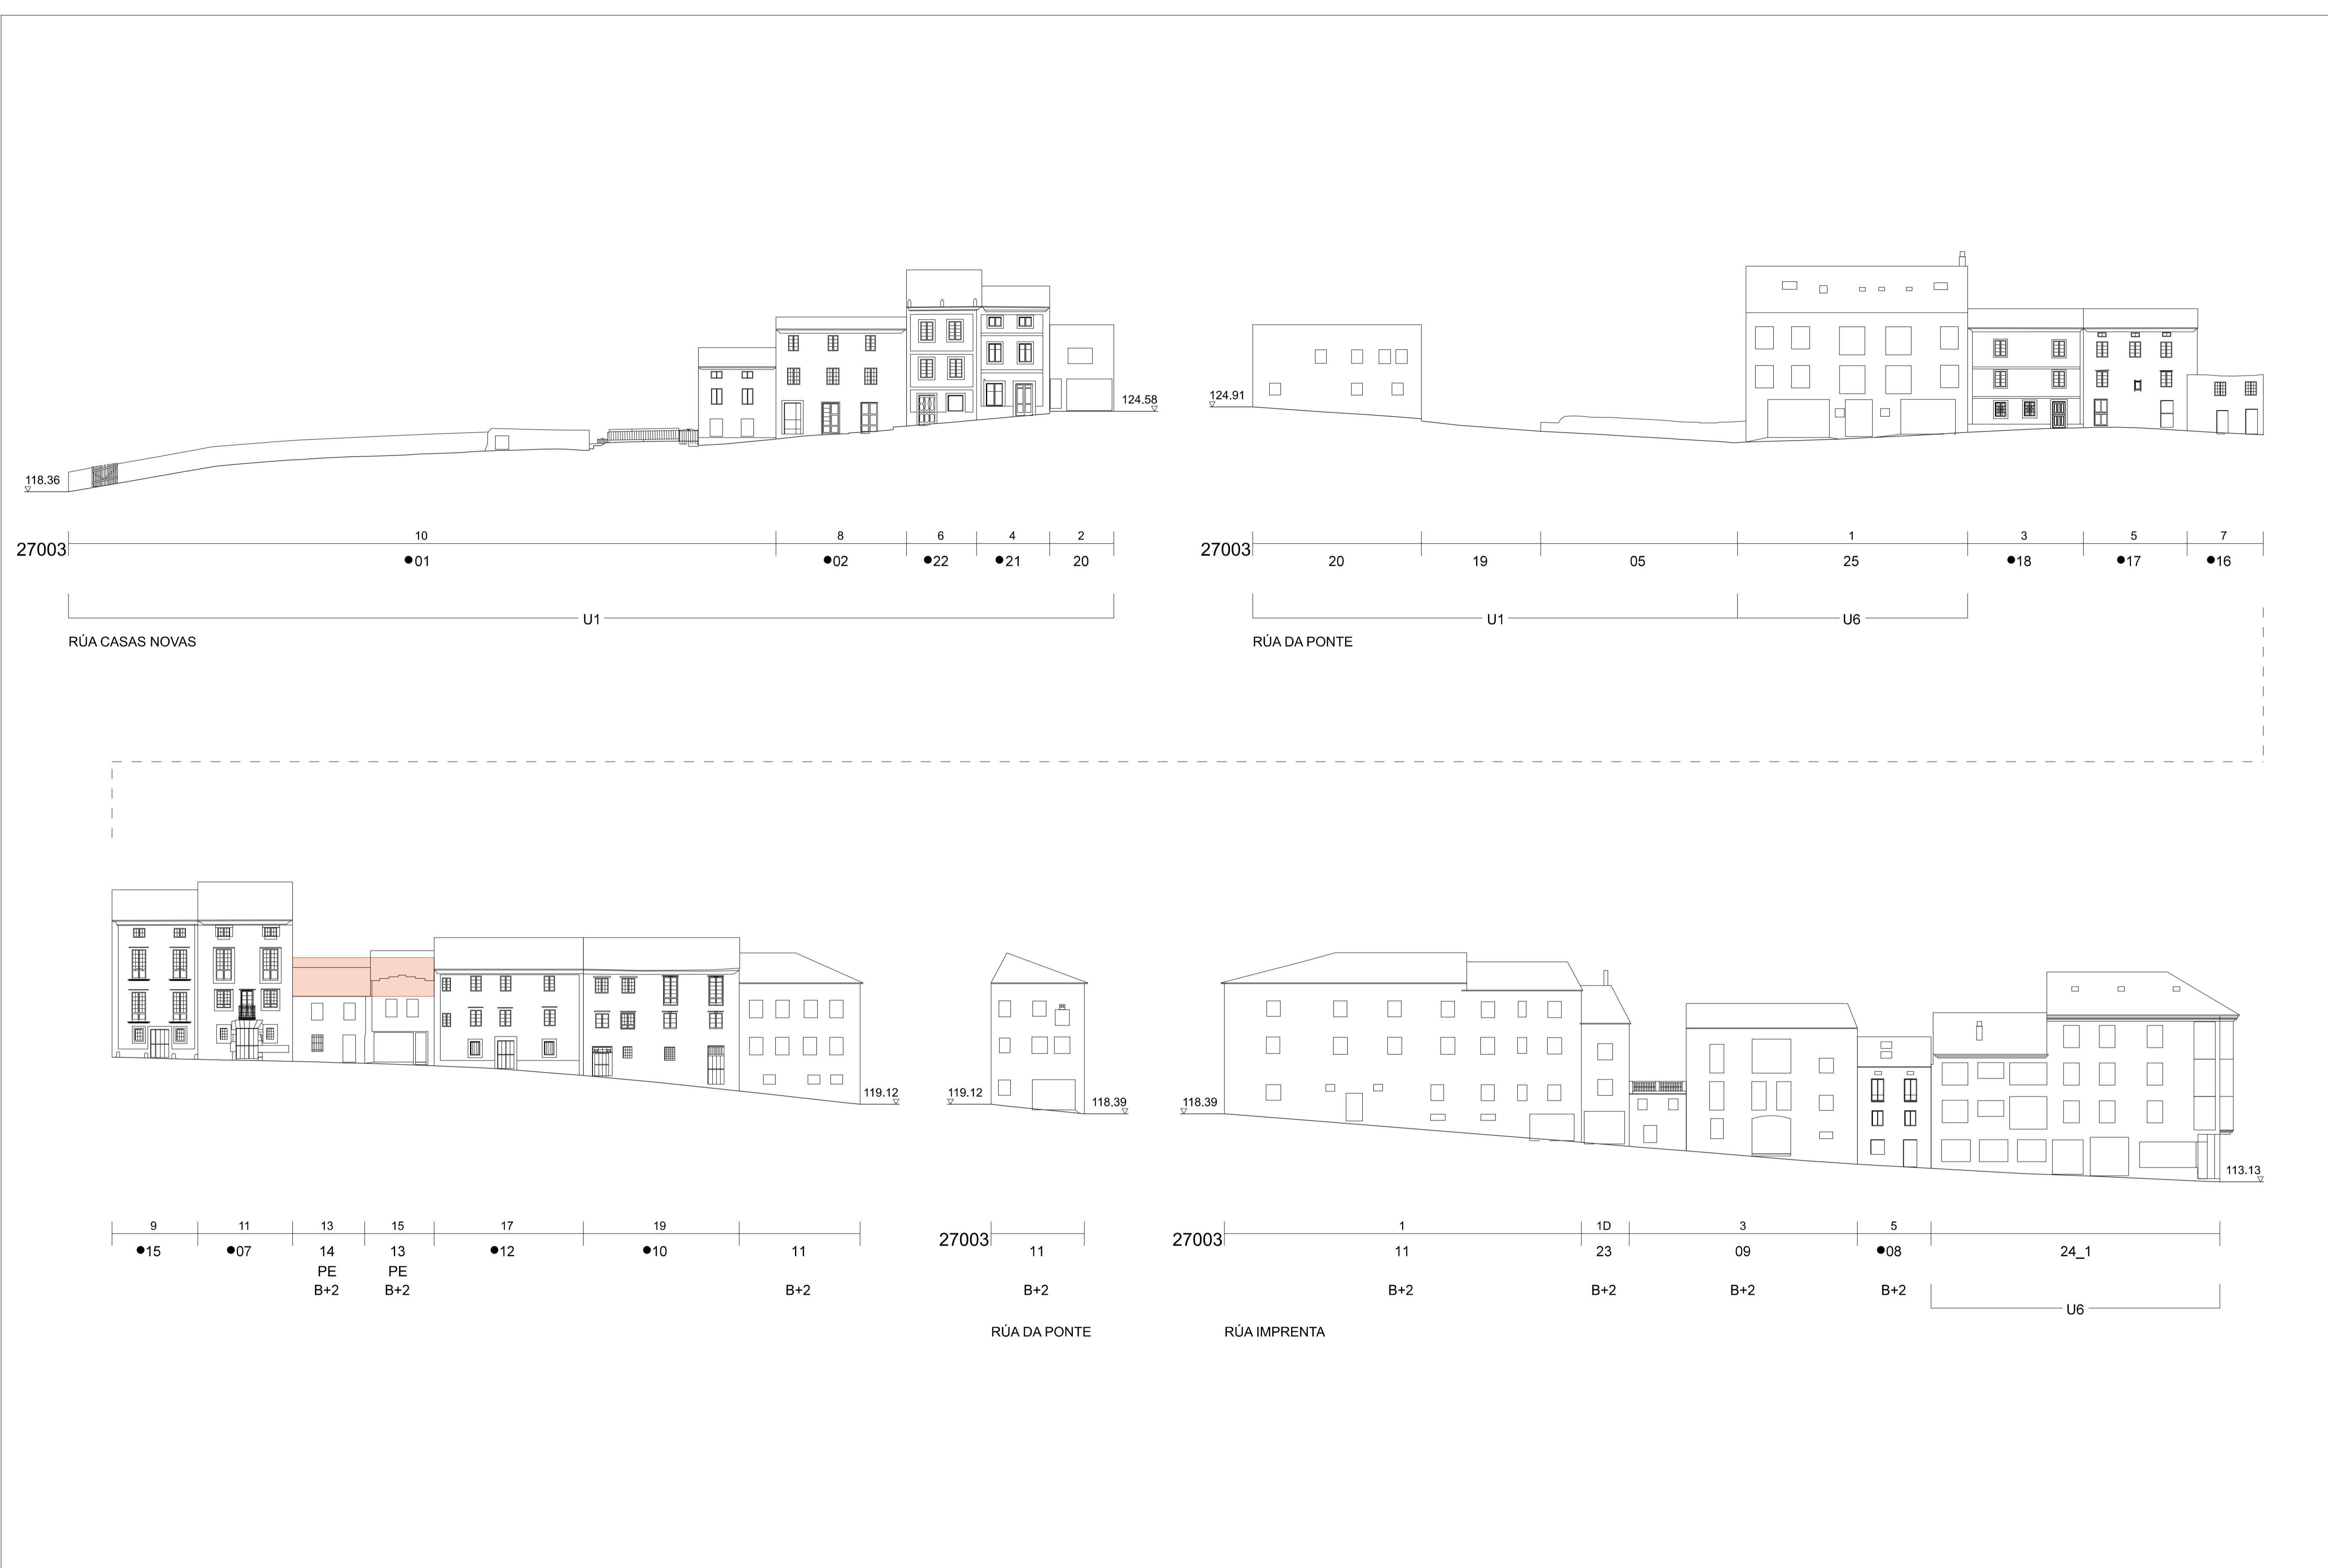 124.58
118.36
10 8 6 4 2
27003
●01 ●02 ●22 ●21 20
U1
RÚA CASAS NOVAS
124.91
1 3 5 7
27003
20 19 05 25 ●18 ●17 ●16
U1 U6
RÚA DA PONTE
119.12
9 11 13 15 17 19
●15 ●07 14 13 ●12 ●10 11
PE PE
B+2 B+2 B+2
119.12
118.39
27003
11
B+2
RÚA DA PONTE
118.39
113.13
1 1D 3 5
27003
11 23 09 ●08 24_1
B+2 B+2 B+2 B+2
U6
RÚA IMPRENTA